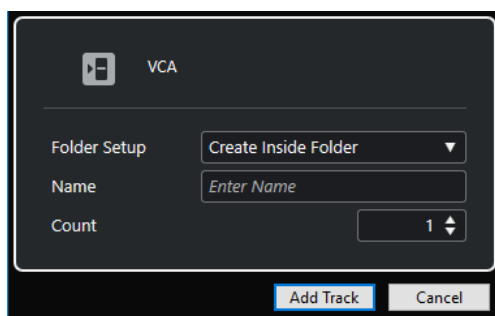 VCA
Folder Setup Create Inside Folder
Name Enter Name
Count 1
Add Track Cancel